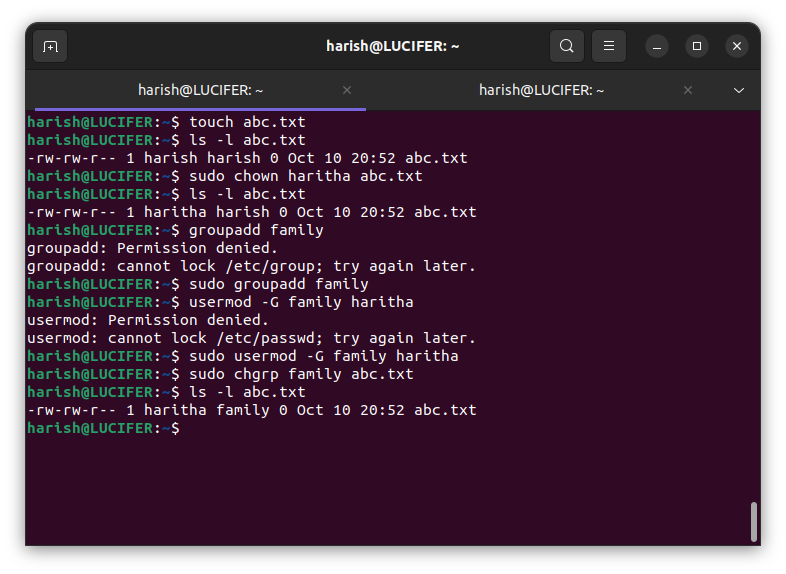 harish@LUCIFER: ~
harish@LUCIFER: ~
harish@LUCIFER: ~
harish@LUCIFER:~$ touch abc.txt
harish@LUCIFER:~$ ls -l abc.txt
-rw-rw-r-- 1 harish harish 0 Oct 10 20:52 abc.txt
harish@LUCIFER:~$ sudo chown haritha abc.txt
harish@LUCIFER:~$ ls -l abc.txt
-rw-rw-r-- 1 haritha harish 0 Oct 10 20:52 abc.txt
harish@LUCIFER:~$ groupadd family
groupadd: Permission denied.
groupadd: cannot lock /etc/group; try again later.
harish@LUCIFER:~$ sudo groupadd family
harish@LUCIFER:~$ usermod -G family haritha
usermod: Permission denied.
usermod: cannot lock /etc/passwd; try again later.
harish@LUCIFER:~$ sudo usermod -G family haritha
harish@LUCIFER:~$ sudo chgrp family abc.txt
harish@LUCIFER:~$ ls -l abc.txt
-rw-rw-r-- 1 haritha family 0 Oct 10 20:52 abc.txt
harish@LUCIFER:~$